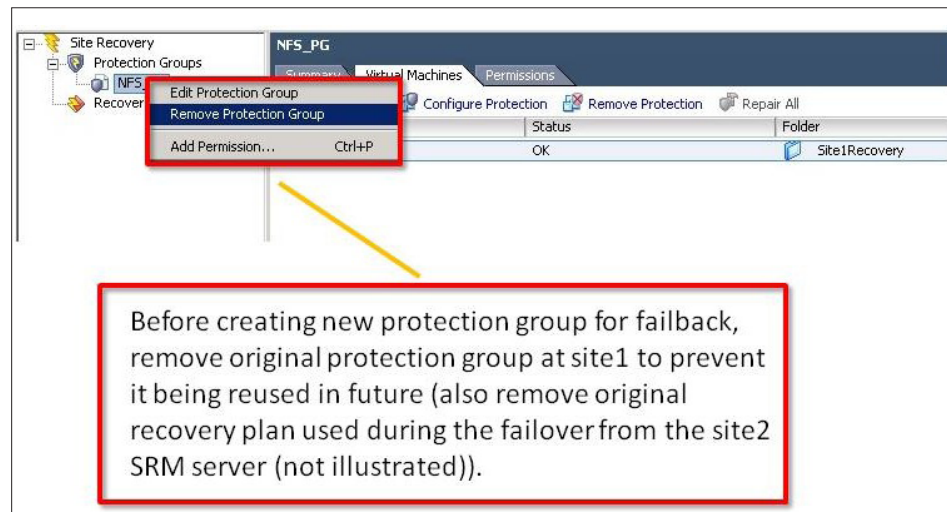 Site Recovery
Protection Groups
NFS_
Recover
Edit Protection Group
Remove Protection Group
Add Permission... Ctrl+P
NFS_PG
Summary Virtual Machines Permissions
Configure Protection Remove Protection Repair All
Status Folder
OK Site1Recovery
Before creating new protection group for failback,
remove original protection group at site1 to prevent
it being reused in future (also remove original
recovery plan used during the failover from the site2
SRM server (not illustrated)).